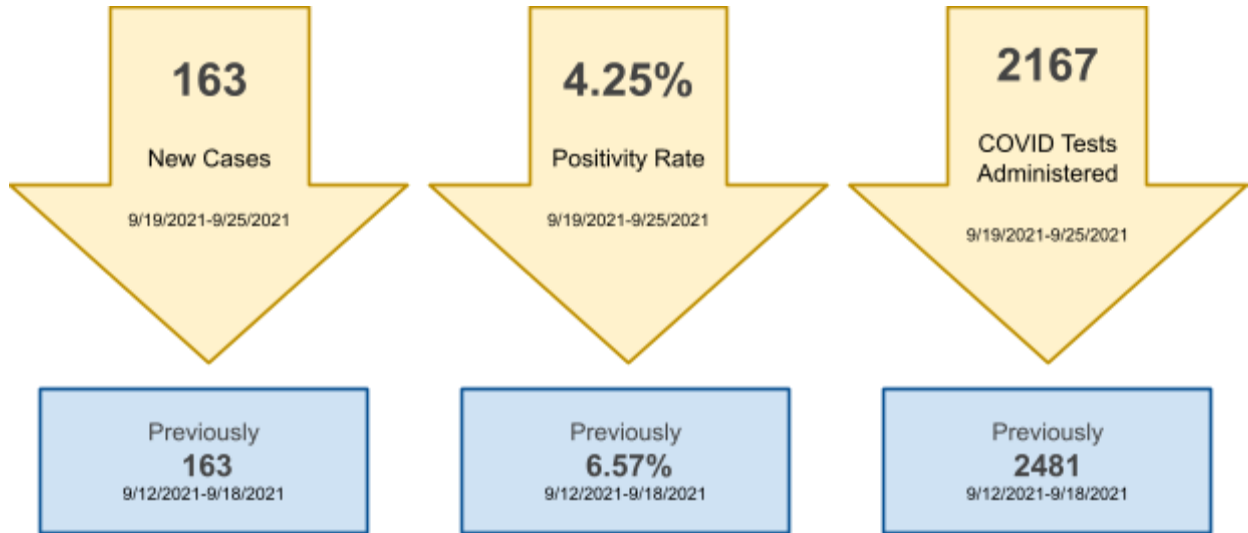 163
New Cases
9/19/2021-9/25/2021
Previously
163
9/12/2021-9/18/2021
4.25%
Positivity Rate
9/19/2021-9/25/2021
Previously
6.57%
9/12/2021-9/18/2021
2167
COVID Tests
Administered
9/19/2021-9/25/2021
Previously
2481
9/12/2021-9/18/2021